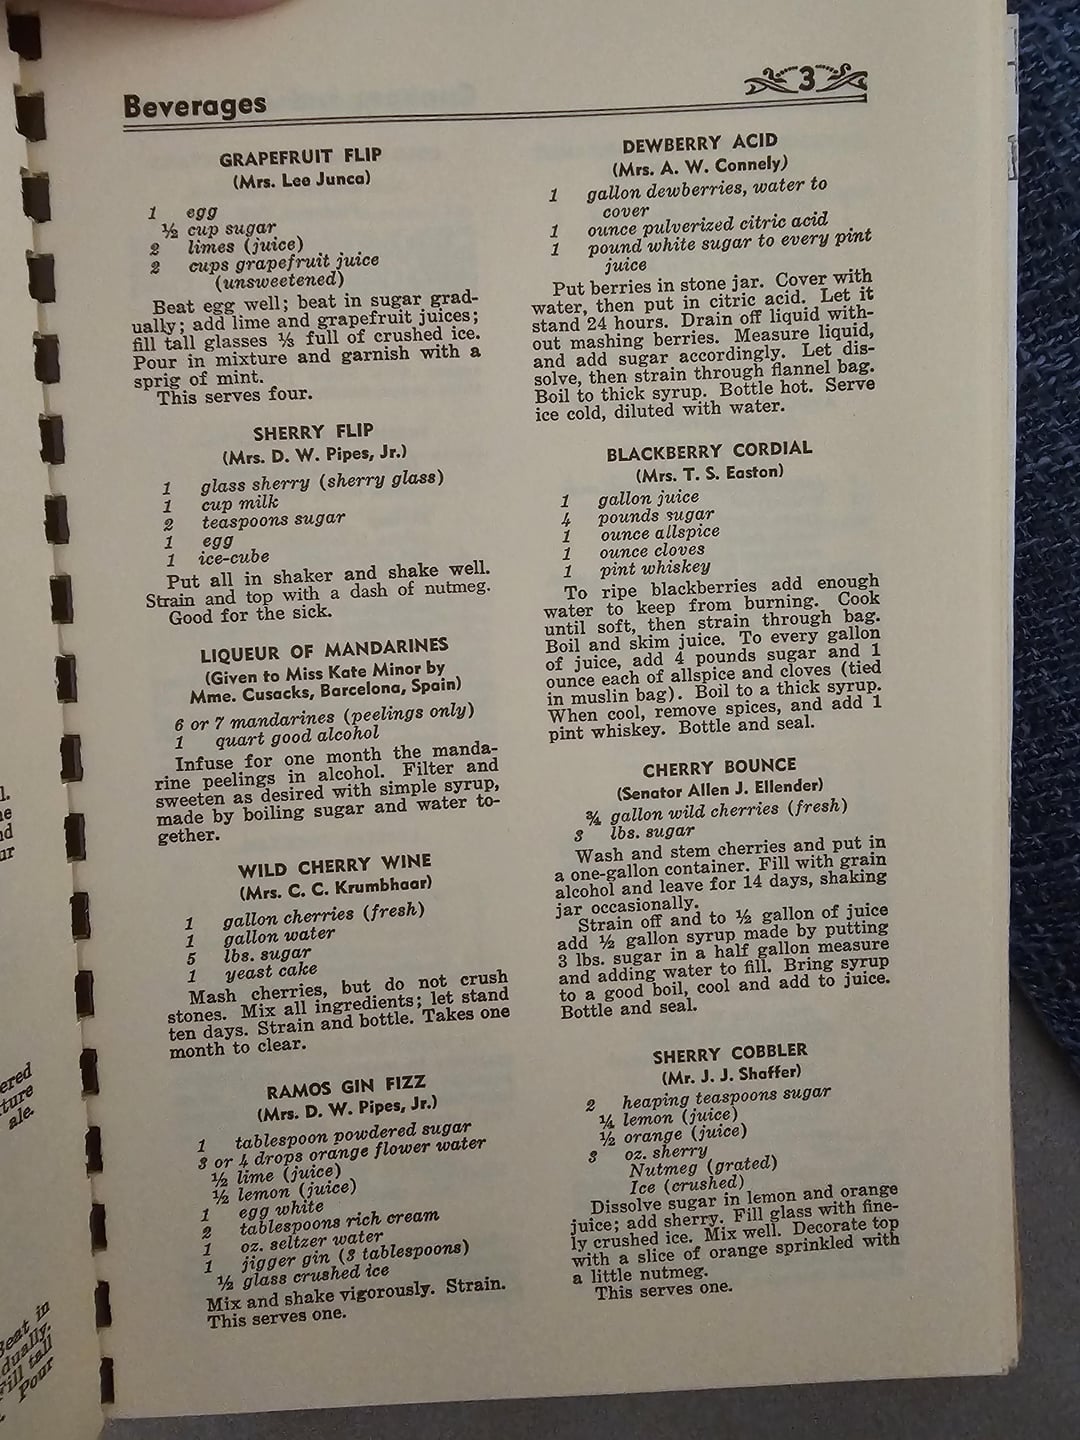 Beverages
3
GRAPEFRUIT FLIP
(Mrs. Lee Junca)
1 egg
½ cup sugar
2 limes (juice)
2 cups grapefruit juice
(unsweetened)
Beat egg well; beat in sugar grad-
ually; add lime and grapefruit juices;
fill tall glasses ⅓ full of crushed ice.
Pour in mixture and garnish with a
sprig of mint.
This serves four.
SHERRY FLIP
(Mrs. D. W. Pipes, Jr.)
1 glass sherry (sherry glass)
1 cup milk
2 teaspoons sugar
1 egg
1 ice-cube
Put all in shaker and shake well.
Strain and top with a dash of nutmeg.
Good for the sick.
LIQUEUR OF MANDARINES
(Given to Miss Kate Minor by
Mme. Cusacks, Barcelona, Spain)
6 or 7 mandarines (peelings only)
1 quart good alcohol
Infuse for one month the manda-
rine peelings in alcohol. Filter and
sweeten as desired with simple syrup,
made by boiling sugar and water to-
gether.
WILD CHERRY WINE
(Mrs. C. C. Krumbhaar)
1 gallon cherries (fresh)
1 gallon water
5 lbs. sugar
1 yeast cake
Mash cherries, but do not crush
stones. Mix all ingredients; let stand
ten days. Strain and bottle. Takes one
month to clear.
RAMOS GIN FIZZ
(Mrs. D. W. Pipes, Jr.)
1 tablespoon powdered sugar
3 or 4 drops orange flower water
½ lime (juice)
½ lemon (juice)
1 egg white
2 tablespoons rich cream
1 oz. seltzer water
1 jigger gin (3 tablespoons)
½ glass crushed ice
Mix and shake vigorously. Strain.
This serves one.
DEWBERRY ACID
(Mrs. A. W. Connely)
1 gallon dewberries, water to
cover
1 ounce pulverized citric acid
1 pound white sugar to every pint
juice
Put berries in stone jar. Cover with
water, then put in citric acid. Let it
stand 24 hours. Drain off liquid with-
out mashing berries. Measure liquid,
and add sugar accordingly. Let dis-
solve, then strain through flannel bag.
Boil to thick syrup. Bottle hot. Serve
ice cold, diluted with water.
BLACKBERRY CORDIAL
(Mrs. T. S. Easton)
1 gallon juice
4 pounds sugar
1 ounce allspice
1 ounce cloves
1 pint whiskey
To ripe blackberries add enough
water to keep from burning. Cook
until soft, then strain through bag.
Boil and skim juice. To every gallon
of juice, add 4 pounds sugar and 1
ounce each of allspice and cloves (tied
in muslin bag). Boil to a thick syrup.
When cool, remove spices, and add 1
pint whiskey. Bottle and seal.
CHERRY BOUNCE
(Senator Allen J. Ellender)
¾ gallon wild cherries (fresh)
3 lbs. sugar
Wash and stem cherries and put in
a one-gallon container. Fill with grain
alcohol and leave for 14 days, shaking
jar occasionally.
Strain off and to ½ gallon of juice
add ½ gallon syrup made by putting
3 lbs. sugar in a half gallon measure
and adding water to fill. Bring syrup
to a good boil, cool and add to juice.
Bottle and seal.
SHERRY COBBLER
(Mr. J. J. Shaffer)
2 heaping teaspoons sugar
¼ lemon (juice)
½ orange (juice)
3 oz. sherry
Nutmeg (grated)
Ice (crushed)
Dissolve sugar in lemon and orange
juice; add sherry. Fill glass with fine-
ly crushed ice. Mix well. Decorate top
with a slice of orange sprinkled with
a little nutmeg.
This serves one.